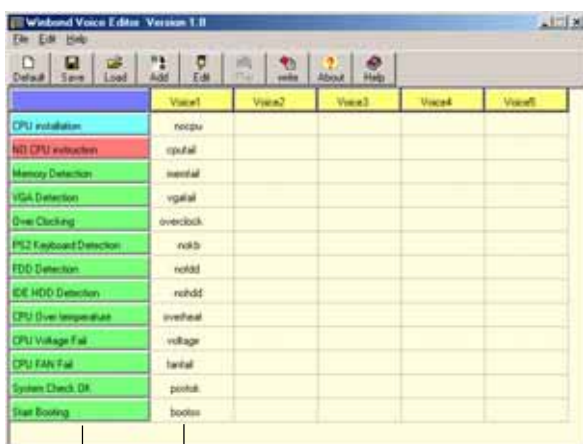 Winbond Voice Editor Version 1.0
File Edit Help
Default Save Load Add Edit Play write About Help
Voice1 Voice2 Voice3 Voice4 Voice5
CPU installation nocpu
NO CPU instruction cpufail
Memory Detection memfail
VGA Detection vgafail
Over Clocking overclock
PS2 Keyboard Detection nokb
FDD Detection nofdd
IDE HDD Detection nohdd
CPU Over temperature overheat
CPU Voltage Fail voltage
CPU FAN Fail fanfail
System Check OK postok
Start Booting bootos